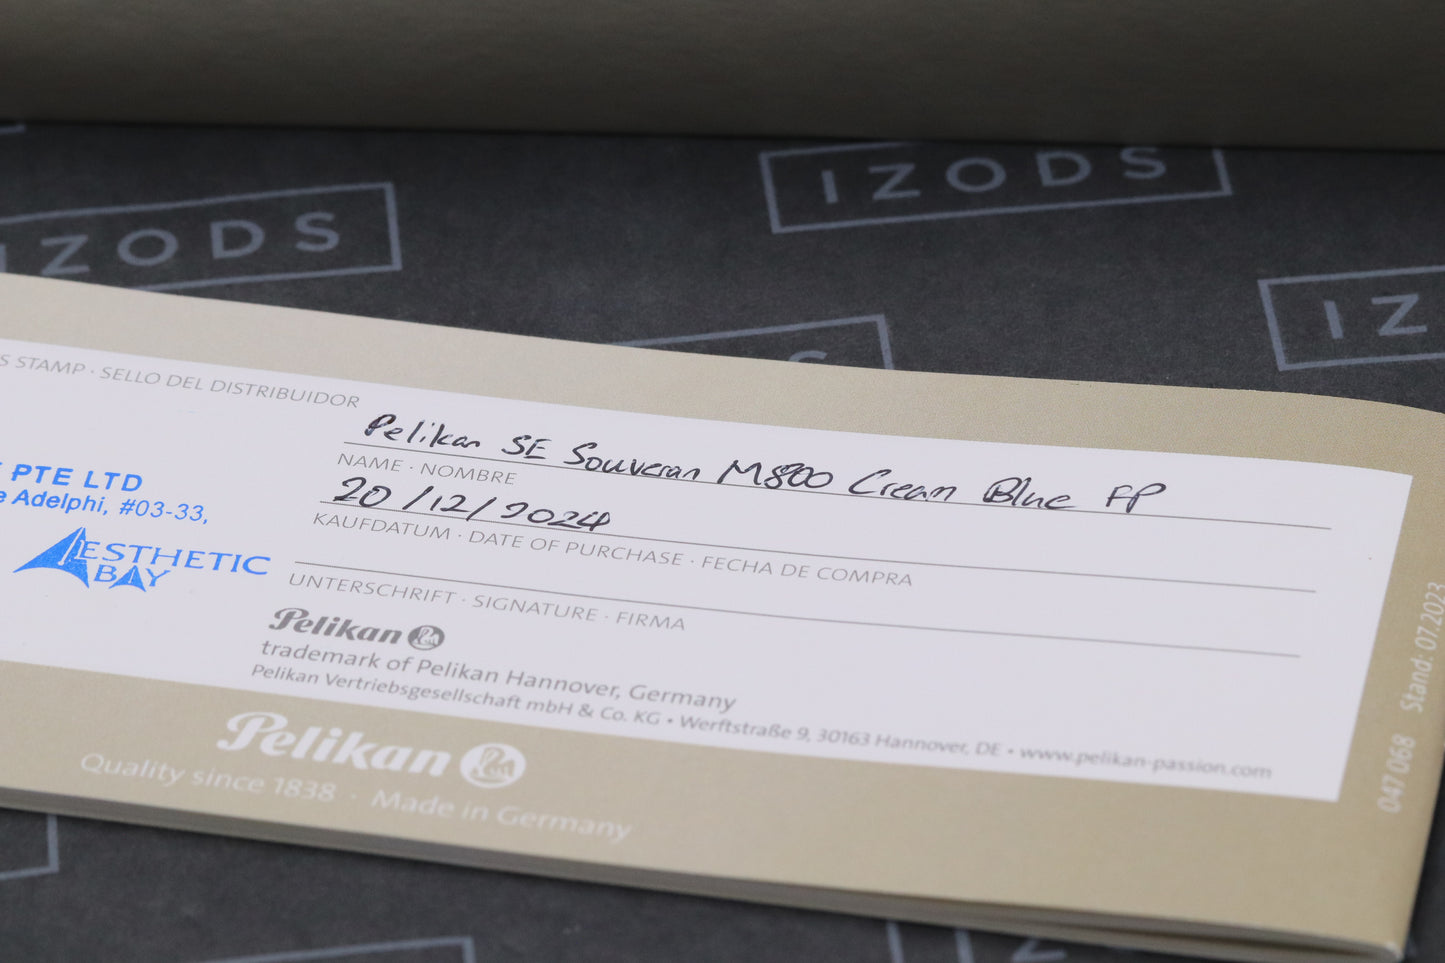 IZODS
IZODS
IZ
S STAMP · SELLO DEL DISTRIBUIDOR
PTE LTD
Adelphi, #03-33,
ÆSTHETIC
BAY
Pelikan SE Souveran M800 Cream Blue FP
NAME · NOMBRE
20/12/2024
KAUFDATUM · DATE OF PURCHASE · FECHA DE COMPRA
UNTERSCHRIFT · SIGNATURE · FIRMA
Pelikan
trademark of Pelikan Hannover, Germany
Pelikan Vertriebsgesellschaft mbH & Co. KG • Werftstraße 9, 30163 Hannover, DE • www.pelikan-passion.com
Pelikan
Quality since 1838 · Made in Germany
047 068 Stand: 07.2023